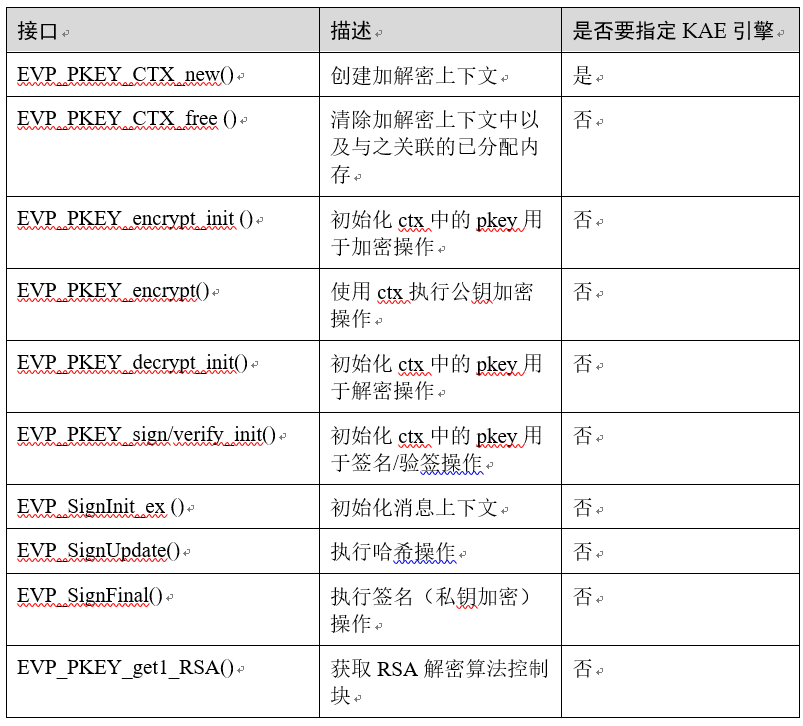 接口
描述
是否要指定 KAE 引擎
EVP_PKEY_CTX_new()
创建加解密上下文
是
EVP_PKEY_CTX_free ()
清除加解密上下文中以
及与之关联的已分配内
存
否
EVP_PKEY_encrypt_init ()
初始化 ctx 中的 pkey 用
于加密操作
否
EVP_PKEY_encrypt()
使用 ctx 执行公钥加密
操作
否
EVP_PKEY_decrypt_init()
初始化 ctx 中的 pkey 用
于解密操作
否
EVP_PKEY_sign/verify_init()
初始化 ctx 中的 pkey 用
于签名/验签操作
否
EVP_SignInit_ex ()
初始化消息上下文
否
EVP_SignUpdate()
执行哈希操作
否
EVP_SignFinal()
执行签名（私钥加密）
操作
否
EVP_PKEY_get1_RSA()
获取 RSA 解密算法控制
块
否